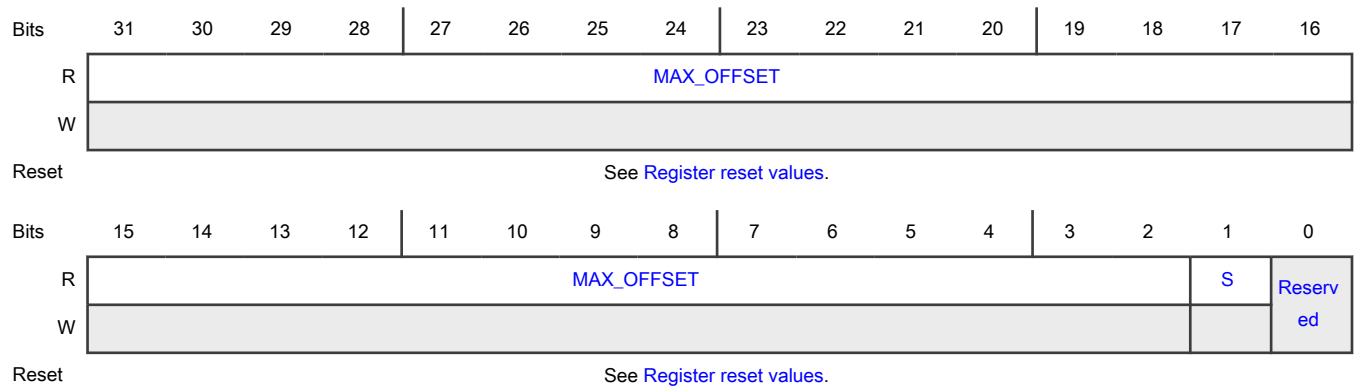 Bits 31 30 29 28 27 26 25 24 23 22 21 20 19 18 17 16
R MAX_OFFSET
W
Reset See Register reset values.
Bits 15 14 13 12 11 10 9 8 7 6 5 4 3 2 1 0
R MAX_OFFSET S Reserv
ed
W
Reset See Register reset values.